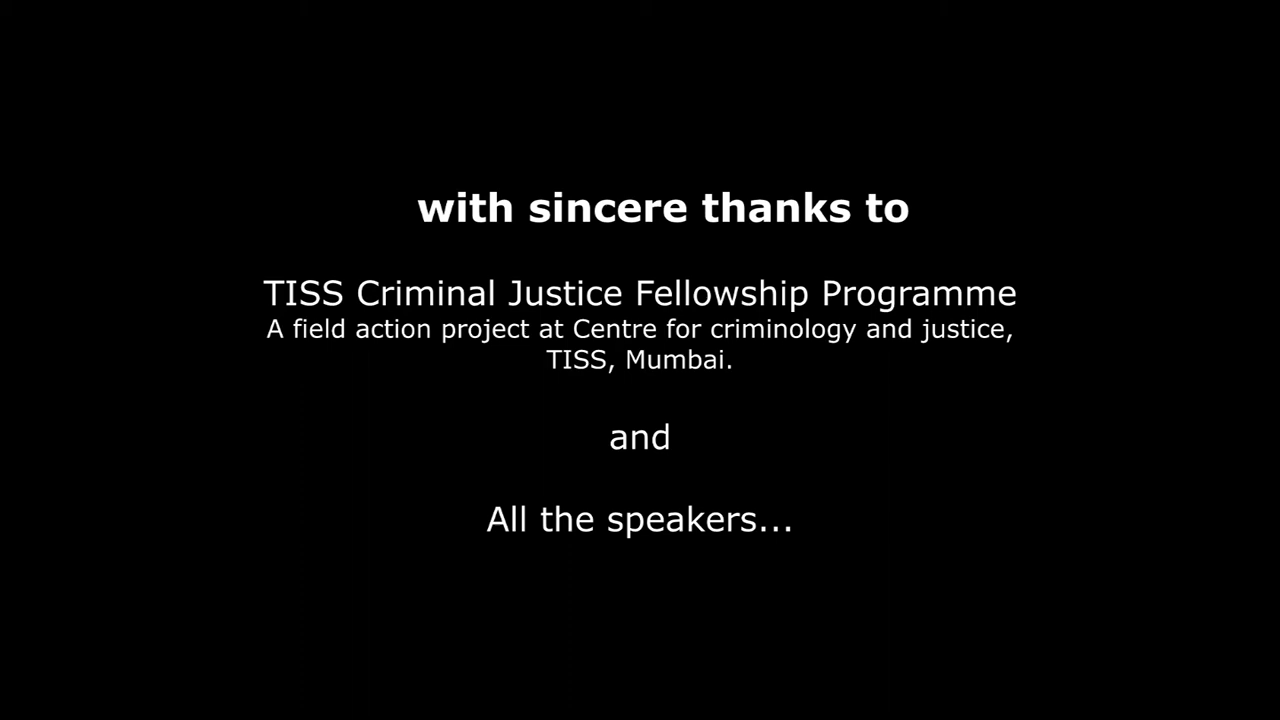 with sincere thanks to
TISS Criminal Justice Fellowship Programme
A field action project at Centre for criminology and justice,
TISS, Mumbai.
and
All the speakers...